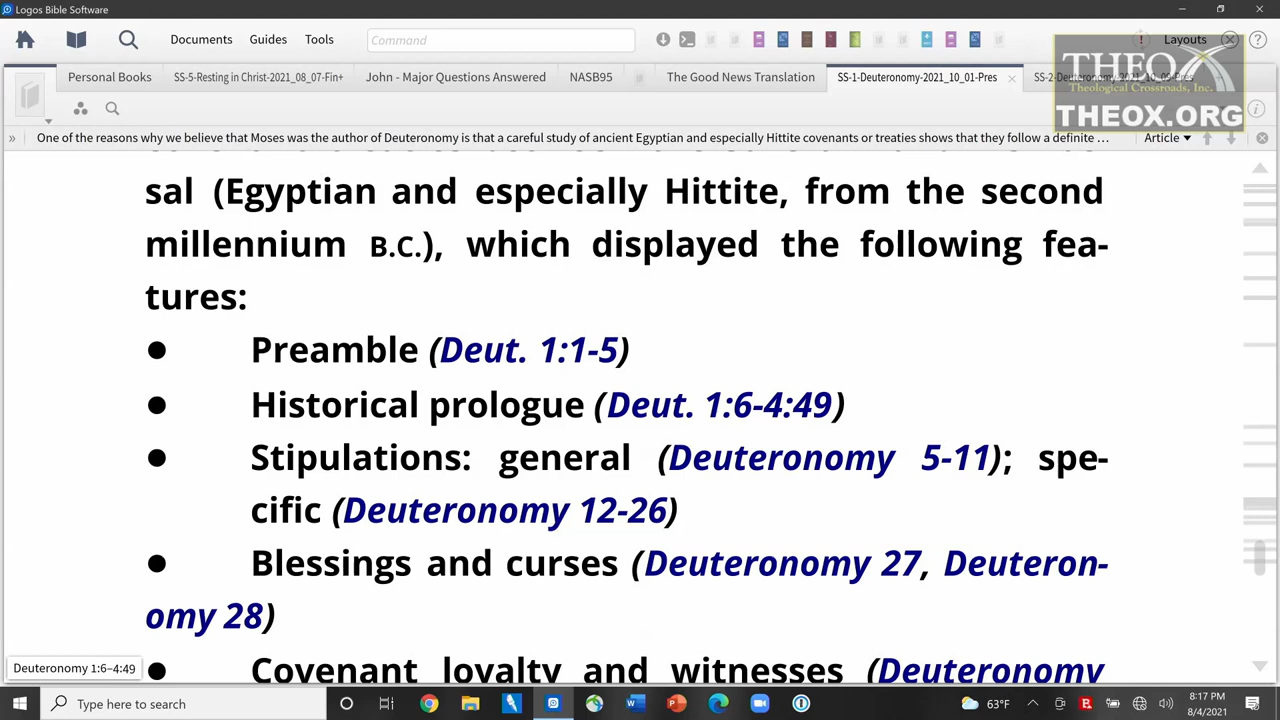 Logos Bible Software
Documents Guides Tools Command Layouts
Personal Books SS-5-Resting in Christ-2021_08_07-Fin+ John - Major Questions Answered NASB95 The Good News Translation SS-1-Deuteronomy-2021_10_01-Pres
THEO
Theological Crossroads, Inc.
THEOX.ORG
One of the reasons why we believe that Moses was the author of Deuteronomy is that a careful study of ancient Egyptian and especially Hittite covenants or treaties shows that they follow a definite ... Article
sal (Egyptian and especially Hittite, from the second
millennium B.C.), which displayed the following fea-
tures:
● Preamble (Deut. 1:1-5)
● Historical prologue (Deut. 1:6-4:49)
● Stipulations: general (Deuteronomy 5-11); spe-
cific (Deuteronomy 12-26)
● Blessings and curses (Deuteronomy 27, Deuteron-
omy 28)
● Covenant loyalty and witnesses (Deuteronomy
Deuteronomy 1:6–4:49
Type here to search
63°F
8:17 PM
8/4/2021